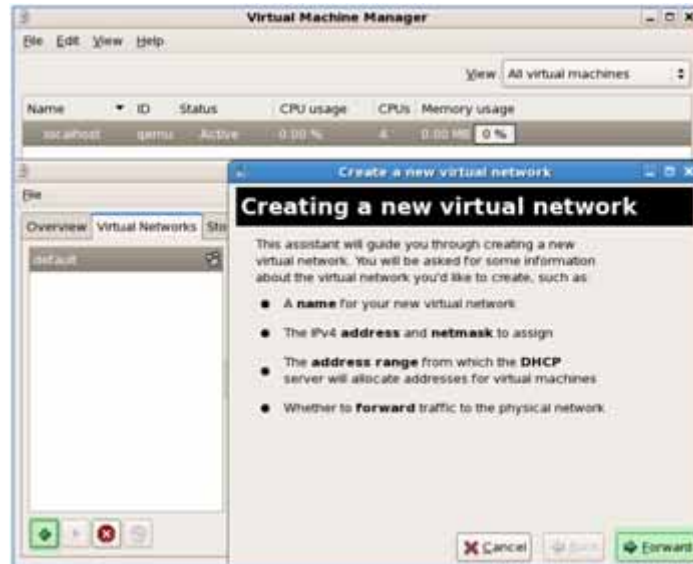 Virtual Machine Manager
File Edit View Help
View All virtual machines
Name ID Status CPU usage CPUs Memory usage
localhost qemu Active 0.00 % 4 0.00 MB 0 %
Create a new virtual network
File
Creating a new virtual network
Overview Virtual Networks Sto
default
This assistant will guide you through creating a new
virtual network. You will be asked for some information
about the virtual network you'd like to create, such as
A name for your new virtual network
The IPv4 address and netmask to assign
The address range from which the DHCP
server will allocate addresses for virtual machines
Whether to forward traffic to the physical network
Cancel Back Forward